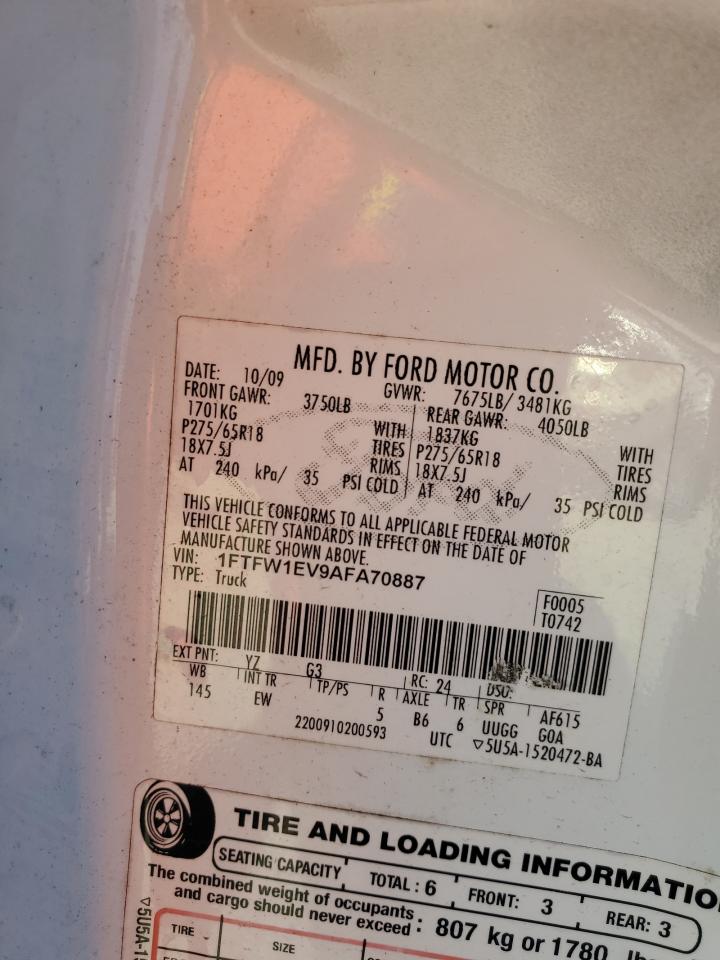 MFD. BY FORD MOTOR CO.
DATE: 10/09 GVWR: 7675LB/ 3481KG
FRONT GAWR: 3750LB REAR GAWR: 4050LB
1701KG WITH 1837KG WITH
P275/65R18 TIRES P275/65R18 TIRES
18X7.5J RIMS 18X7.5J RIMS
AT 240 kPa/ 35 PSI COLD AT 240 kPa/ 35 PSI COLD
THIS VEHICLE CONFORMS TO ALL APPLICABLE FEDERAL MOTOR
VEHICLE SAFETY STANDARDS IN EFFECT ON THE DATE OF
MANUFACTURE SHOWN ABOVE.
VIN: 1FTFW1EV9AFA70887
TYPE: Truck
F0005
T0742
EXT PNT: YZ G3 RC: 24 DSO:
WB INT TR TP/PS R AXLE TR SPR AF615
145 EW 5 B6 6 UUGG GOA
2200910200593 UTC ▽5U5A-1520472-BA
TIRE AND LOADING INFORMATIO
SEATING CAPACITY TOTAL : 6 FRONT: 3 REAR: 3
The combined weight of occupants
and cargo should never exceed : 807 kg or 1780
TIRE SIZE
▽5U5A-15